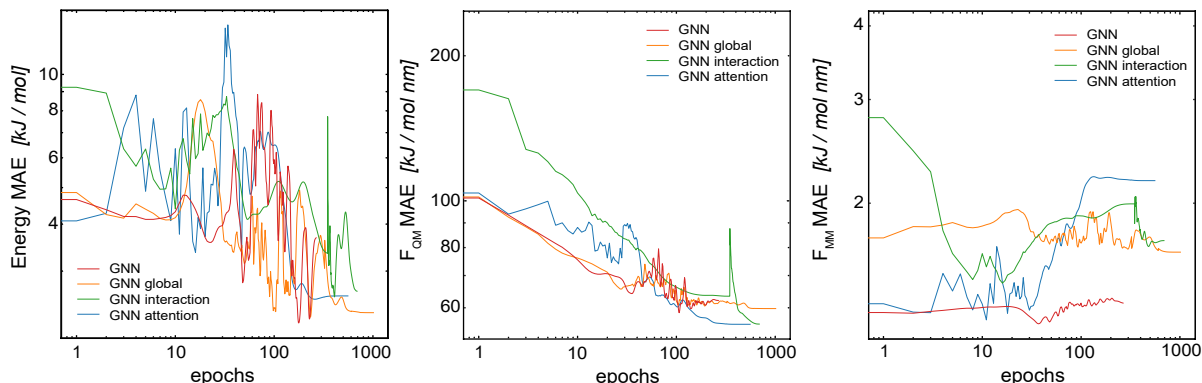 Energy MAE [kJ / mol]
10
8
6
4
GNN
GNN global
GNN interaction
GNN attention
1
10
100
1000
epochs
F_QM MAE [kJ / mol nm]
200
100
80
60
GNN
GNN global
GNN interaction
GNN attention
1
10
100
1000
epochs
F_MM MAE [kJ / mol nm]
4
3
2
GNN
GNN global
GNN interaction
GNN attention
1
10
100
1000
epochs